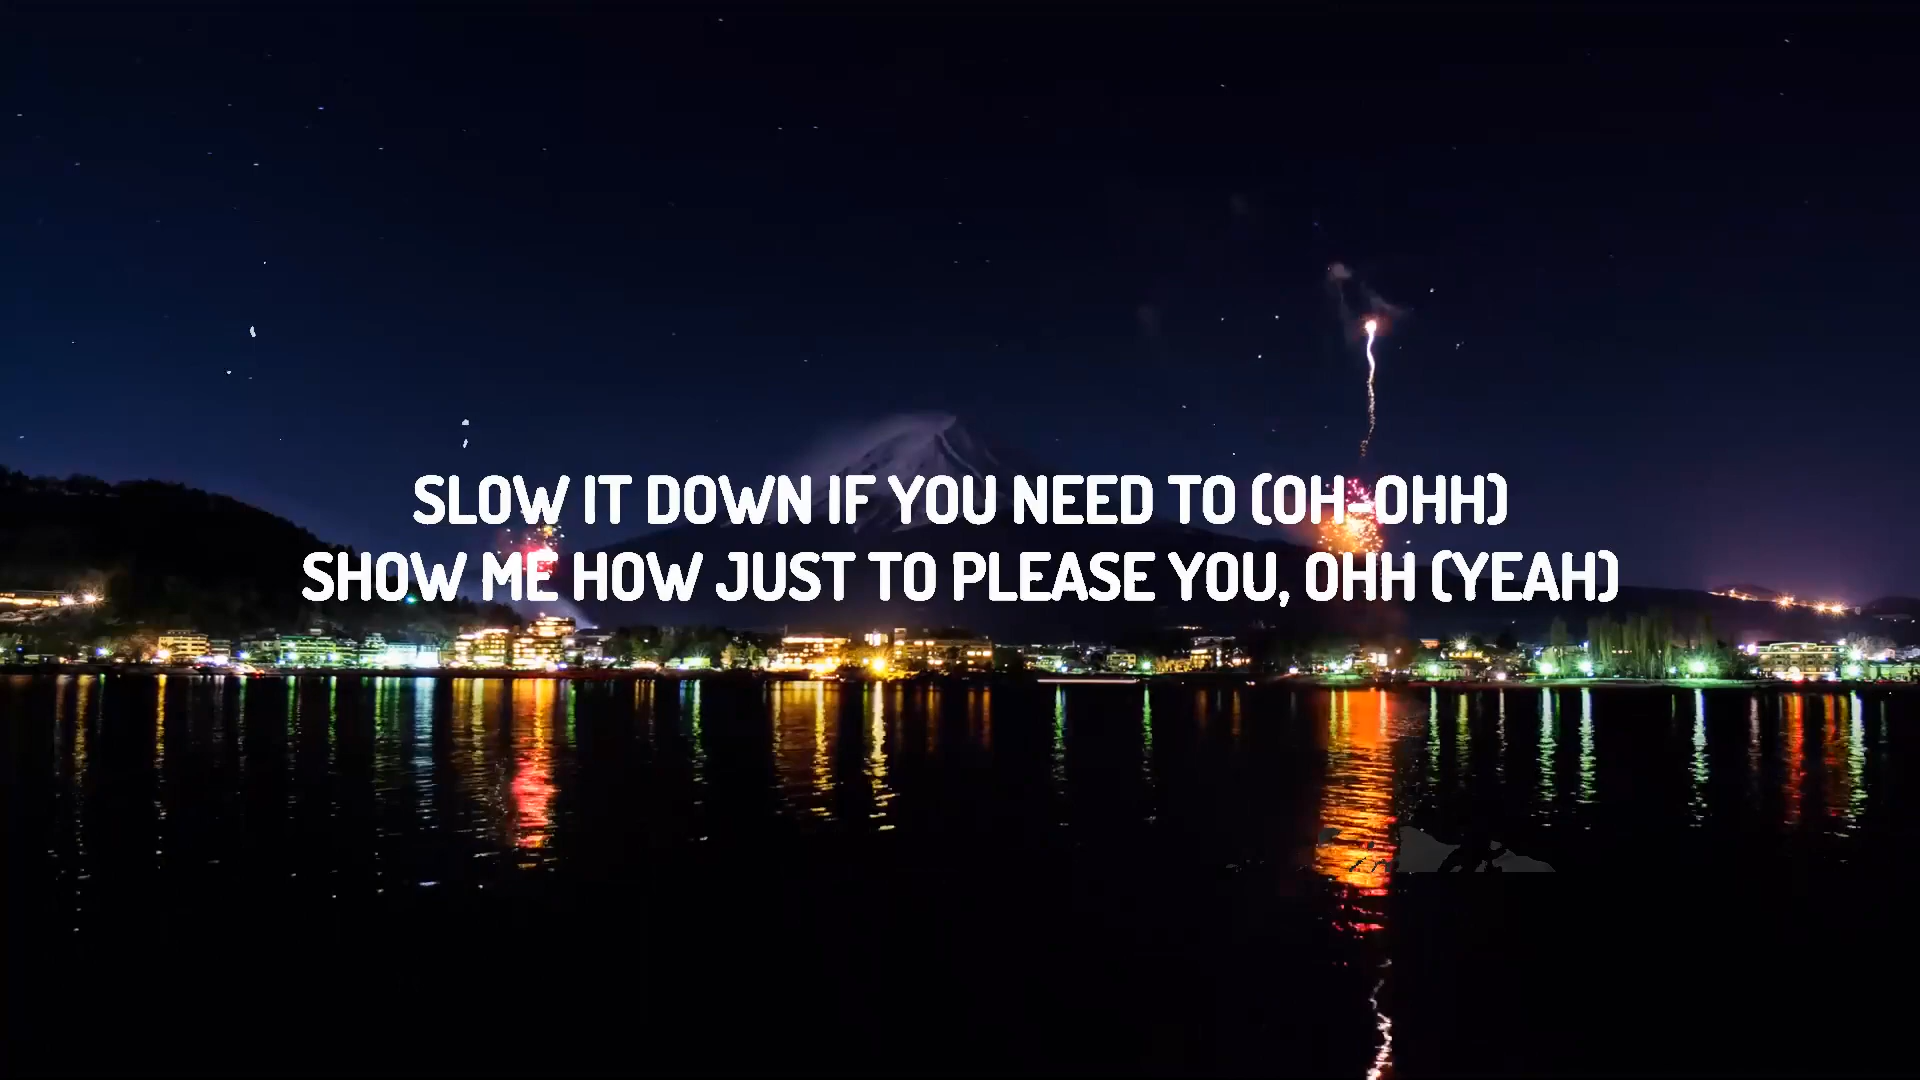 SLOW IT DOWN IF YOU NEED TO (OH-OHH)
SHOW ME HOW JUST TO PLEASE YOU, OHH (YEAH)